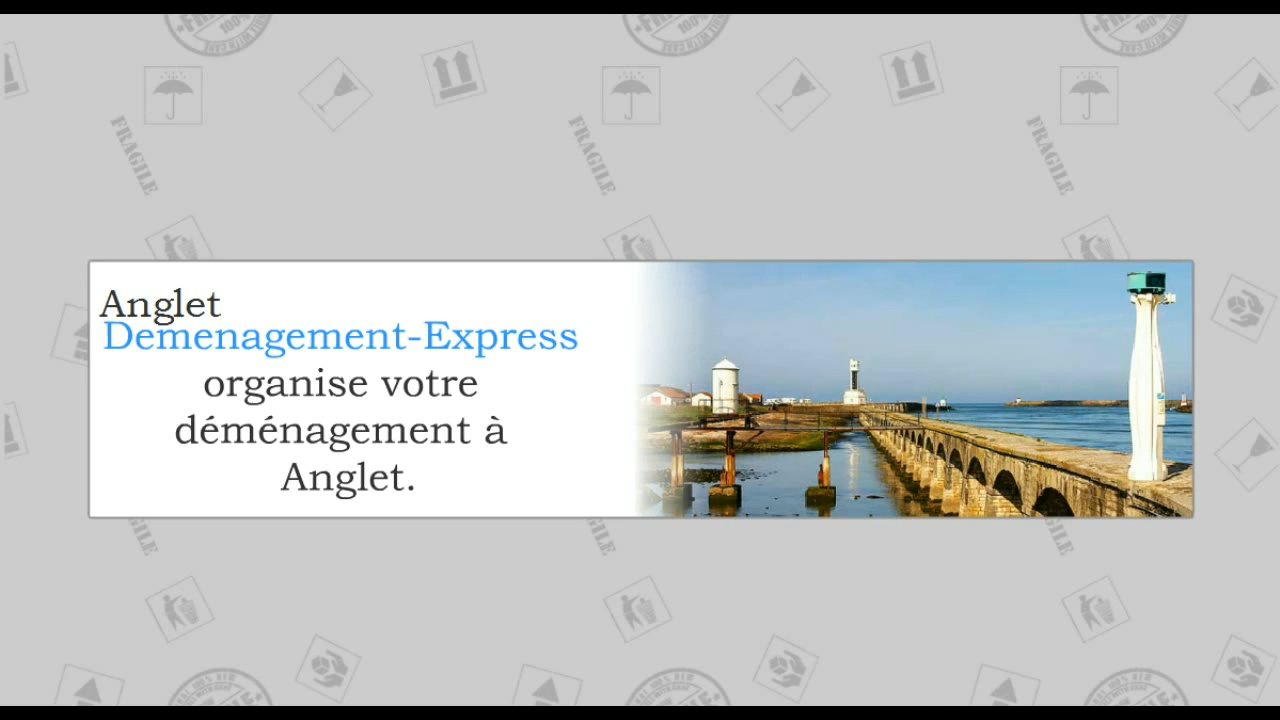 FRAGILE
FRAGILE
FRAGILE
Anglet
Demenagement-Express
organise votre
déménagement à
Anglet.